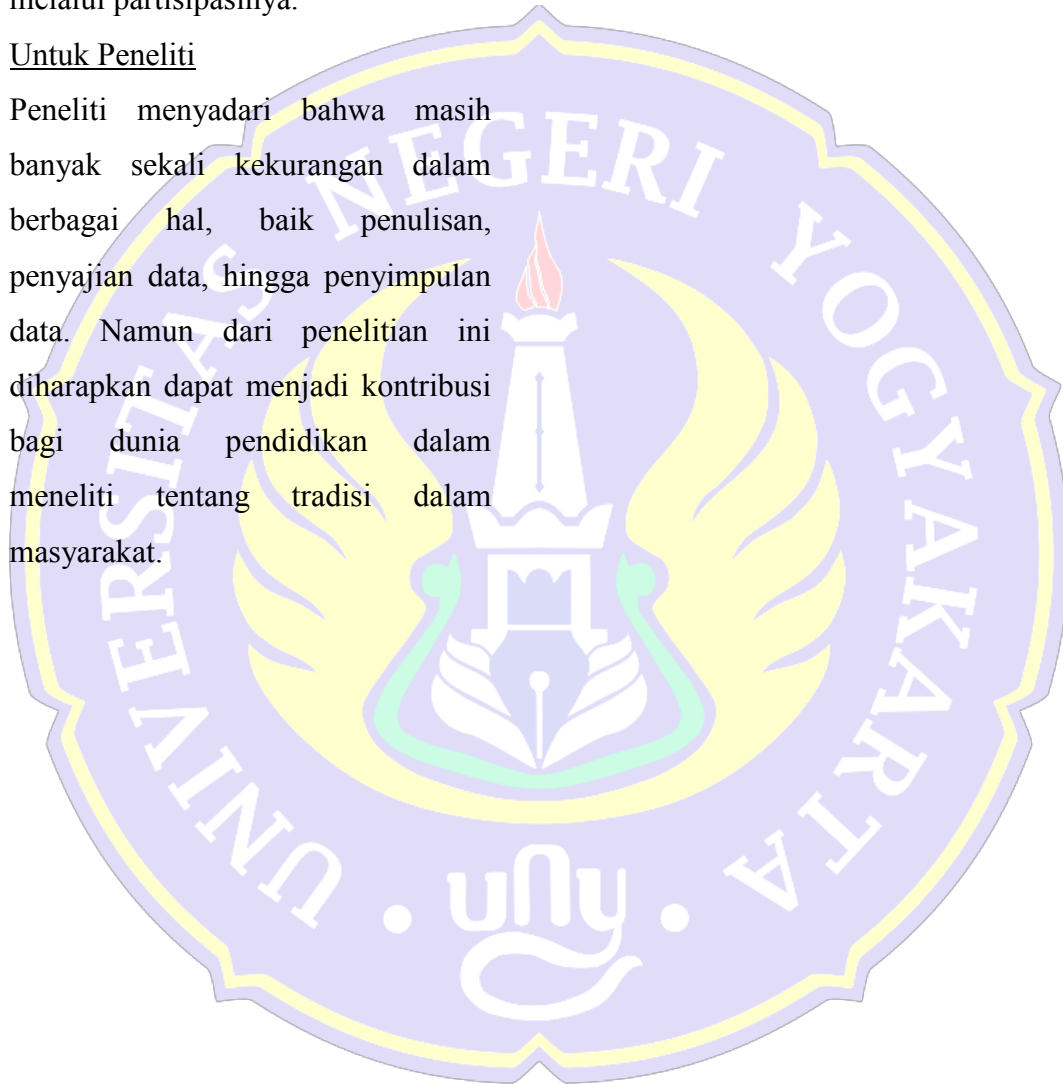 melalui partisipasinya.
Untuk Peneliti
Peneliti menyadari bahwa masih
banyak sekali kekurangan dalam
berbagai hal, baik penulisan,
penyajian data, hingga penyimpulan
data. Namun dari penelitian ini
diharapkan dapat menjadi kontribusi
bagi dunia pendidikan dalam
meneliti tentang tradisi dalam
masyarakat.
UNIVERSITAS NEGERI YOGYAKARTA
uny